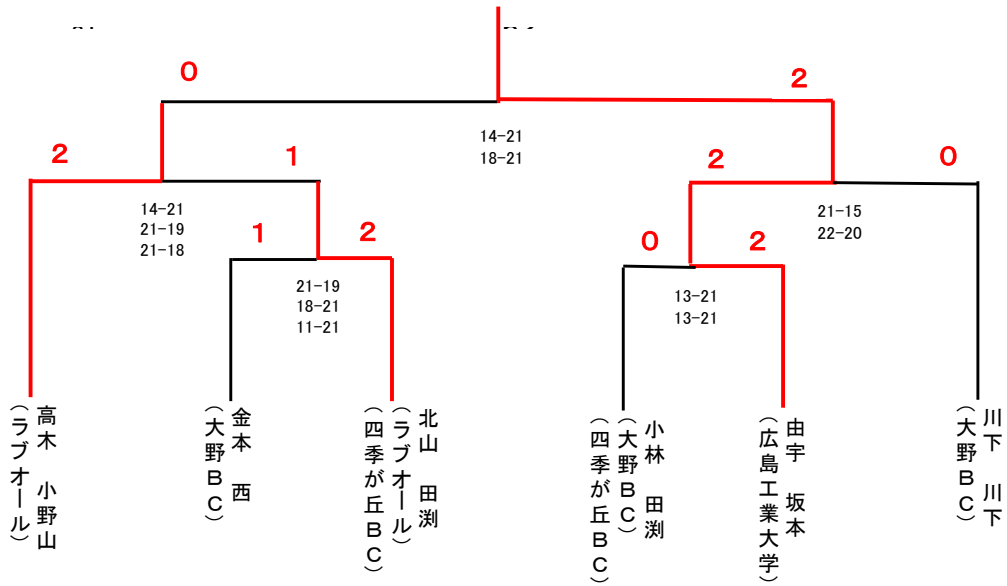 0
2
14-21
18-21
2
1
2
0
14-21
21-19
21-18
21-15
22-20
1
2
0
2
21-19
18-21
11-21
13-21
13-21
高木 小野山
(ラブオール)
金本 西
(大野BC)
北山 田渕
(ラブオール)
(四季が丘BC)
小林 田渕
(大野BC)
(四季が丘BC)
由宇 坂本
(広島工業大学)
川下 川下
(大野BC)